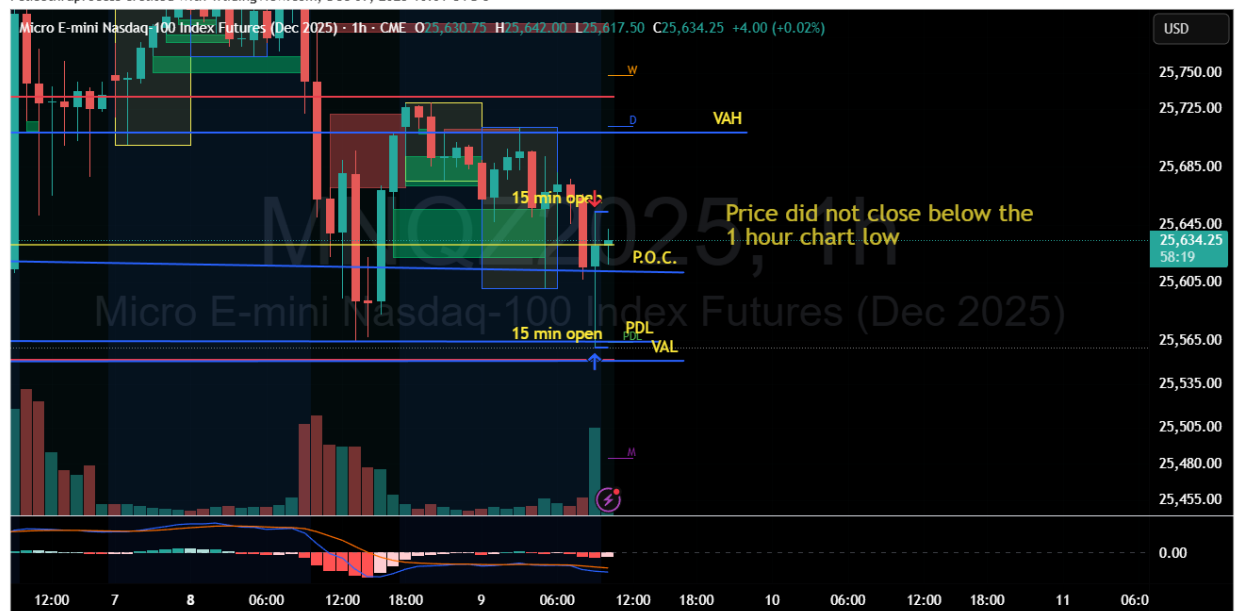 Micro E-mini Nasdaq-100 Index Futures (Dec 2025) · 1h · CME O25,630.75 H25,642.00 L25,617.50 C25,634.25 +4.00 (+0.02%)
USD
W
25,750.00
25,725.00
D
VAH
25,685.00
15 min open
Price did not close below the
1 hour chart low
25,645.00
25,634.25
58:19
MNQZ2025, 1h
P.O.C.
25,605.00
Micro E-mini Nasdaq-100 Index Futures (Dec 2025)
15 min open
PDL
PDL
VAL
25,565.00
25,535.00
25,505.00
M
25,480.00
25,455.00
0.00
12:00 7 8 06:00 12:00 18:00 9 06:00 12:00 18:00 10 06:00 12:00 18:00 11 06:0